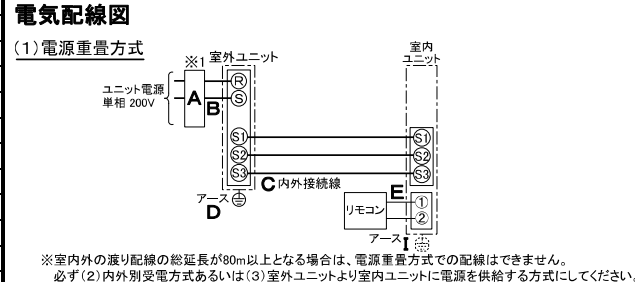 電気配線図
(1)電源重畳方式
※1 室外ユニット
室内
ユニット
ユニット電源
単相 200V
A
B
R
S
S1
S2
S3
S1
S2
S3
C 内外接続線
アース
D
リモコン
E
①
②
アース I
※室内外の渡り配線の総延長が80m以上となる場合は、電源重畳方式での配線はできません。
必ず(2)内外別受電方式あるいは(3)室外ユニットより室内ユニットに電源を供給する方式にしてください。